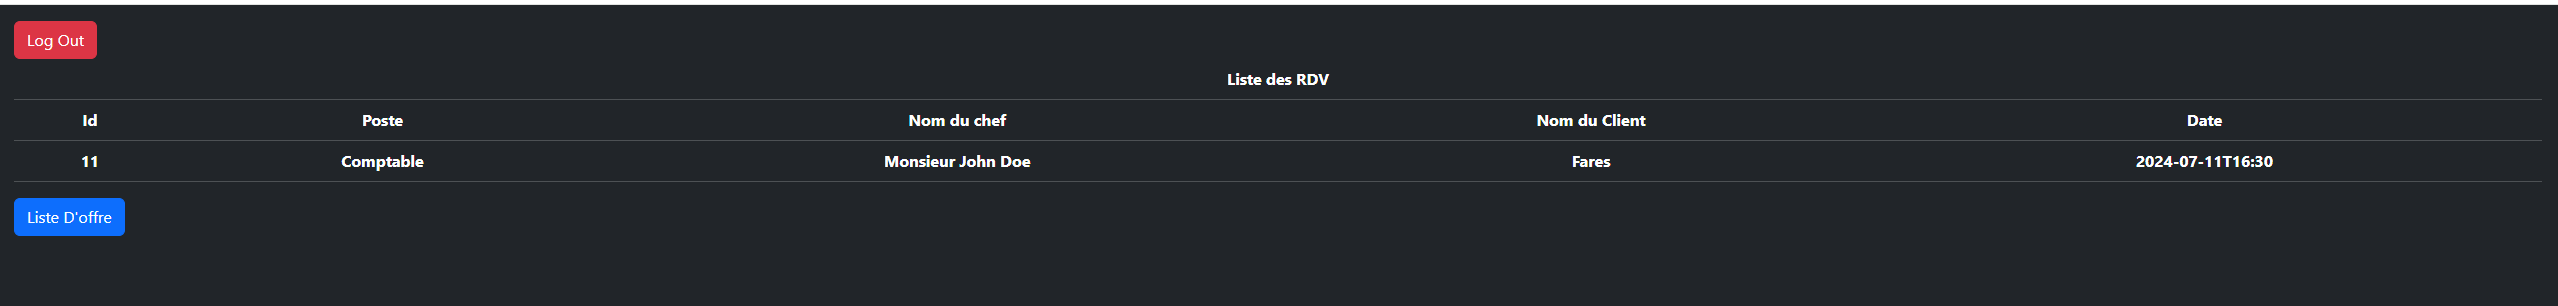 Log Out
Liste des RDV
Id Poste Nom du chef Nom du Client Date
11 Comptable Monsieur John Doe Fares 2024-07-11T16:30
Liste D'offre